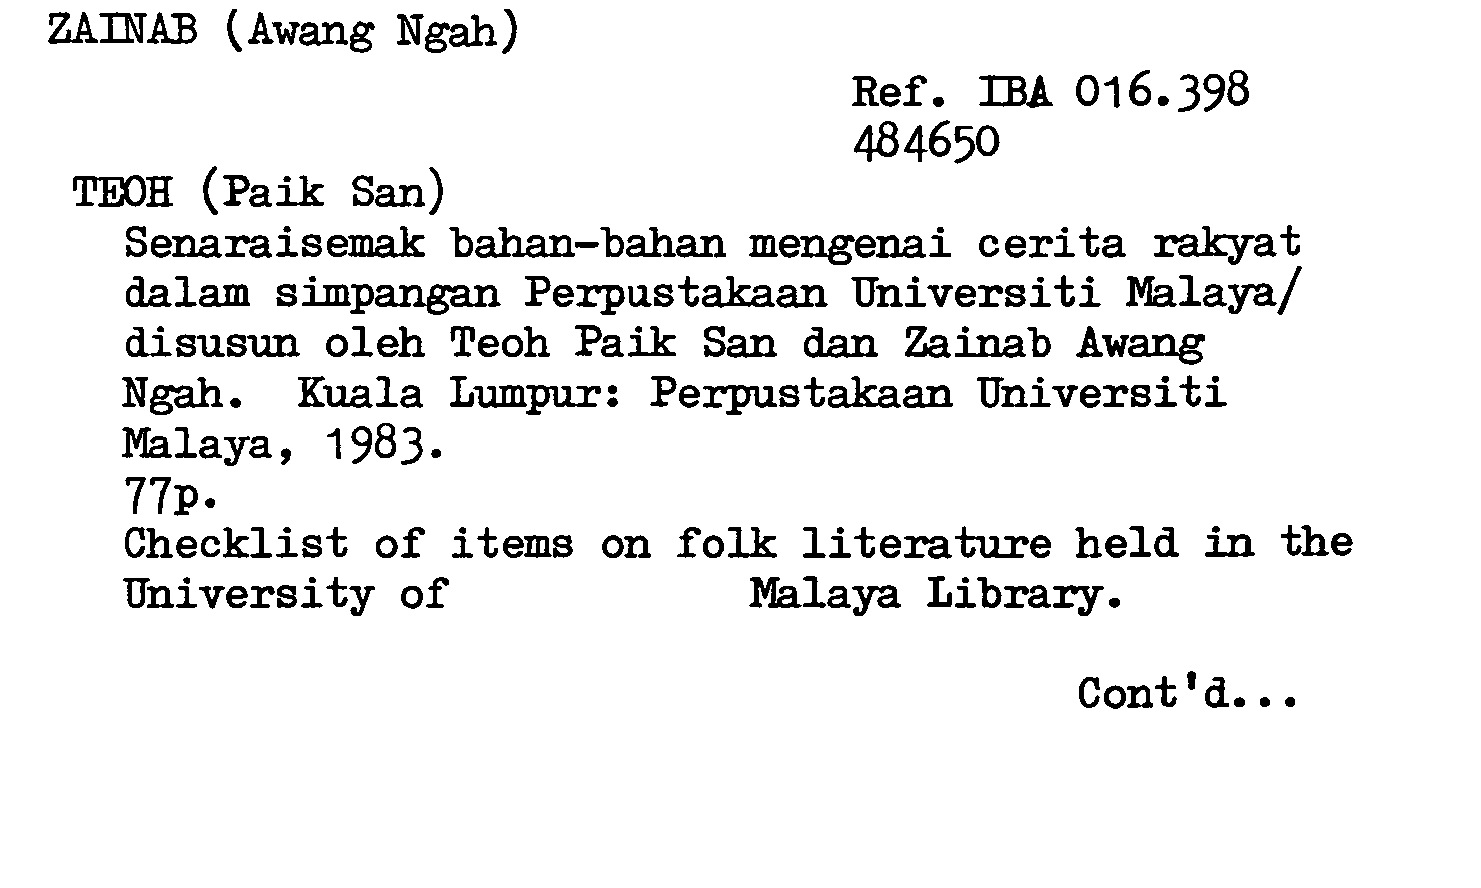 ZAINAB (Awang Ngah)
Ref. IBA 016.398
484650
TEOH (Paik San)
Senaraisemak bahan-bahan mengenai cerita rakyat
dalam simpangan Perpustakaan Universiti Malaya/
disusun oleh Teoh Paik San dan Zainab Awang
Ngah. Kuala Lumpur: Perpustakaan Universiti
Malaya, 1983.
77p.
Checklist of items on folk literature held in the
University of Malaya Library.
Cont'd...